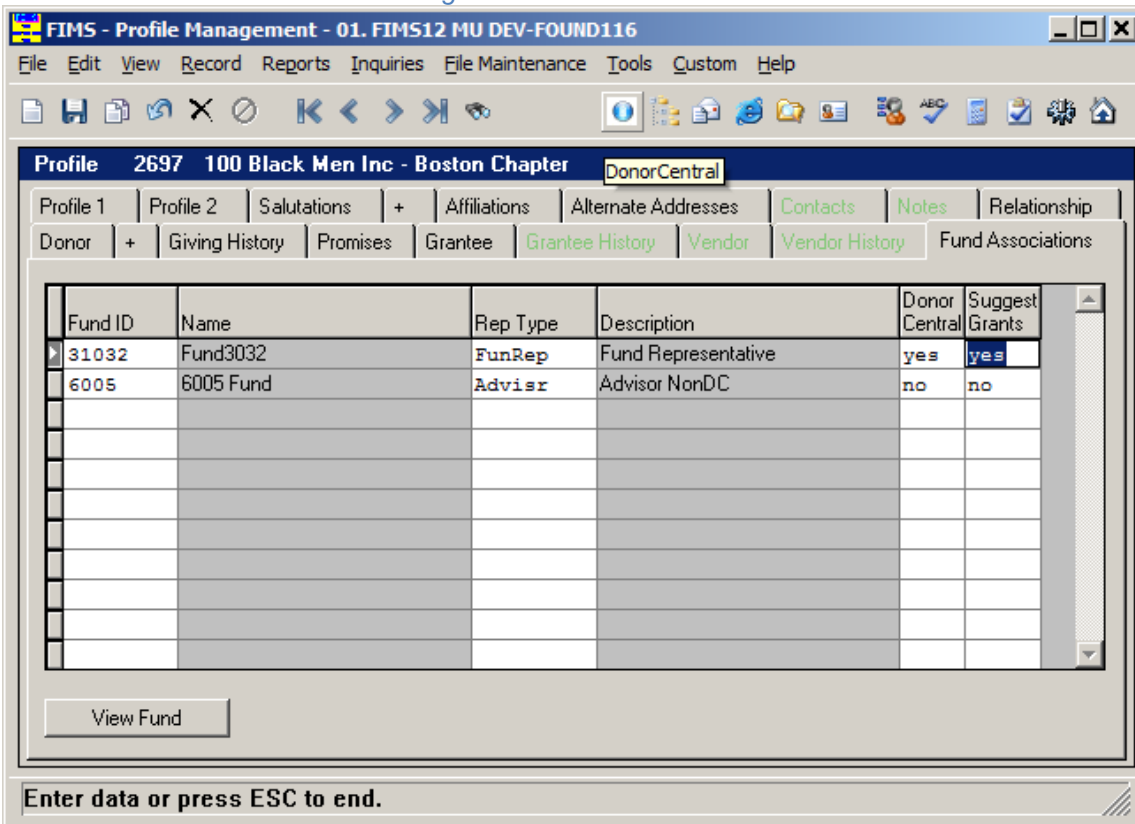 FIMS - Profile Management - 01. FIMS12 MU DEV-FOUND116
File Edit View Record Reports Inquiries File Maintenance Tools Custom Help
ABC
Profile 2697 100 Black Men Inc - Boston Chapter
DonorCentral
Profile 1 Profile 2 Salutations + Affiliations Alternate Addresses Contacts Notes Relationship
Donor + Giving History Promises Grantee Grantee History Vendor Vendor History Fund Associations
Fund ID Name Rep Type Description Donor Central Suggest Grants
31032 Fund3032 FunRep Fund Representative yes yes
6005 6005 Fund Advisr Advisor NonDC no no
View Fund
Enter data or press ESC to end.